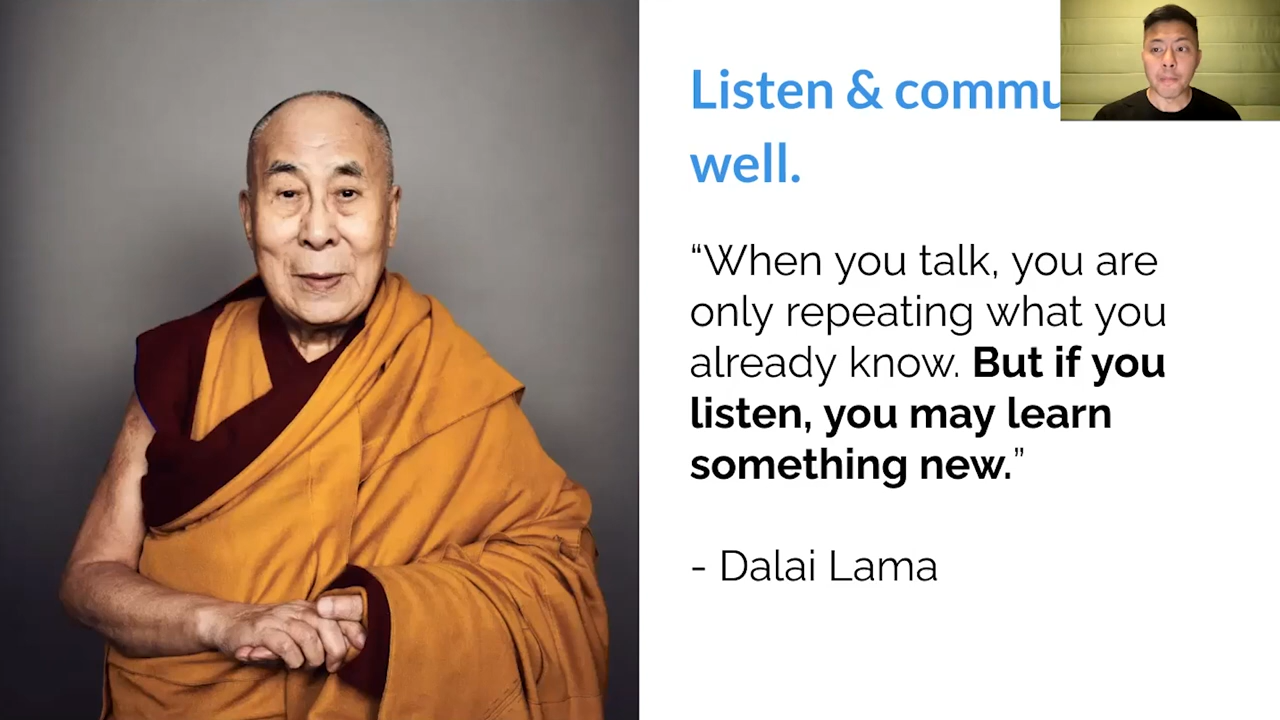 Listen & commu
well.
“When you talk, you are
only repeating what you
already know. But if you
listen, you may learn
something new.”
- Dalai Lama